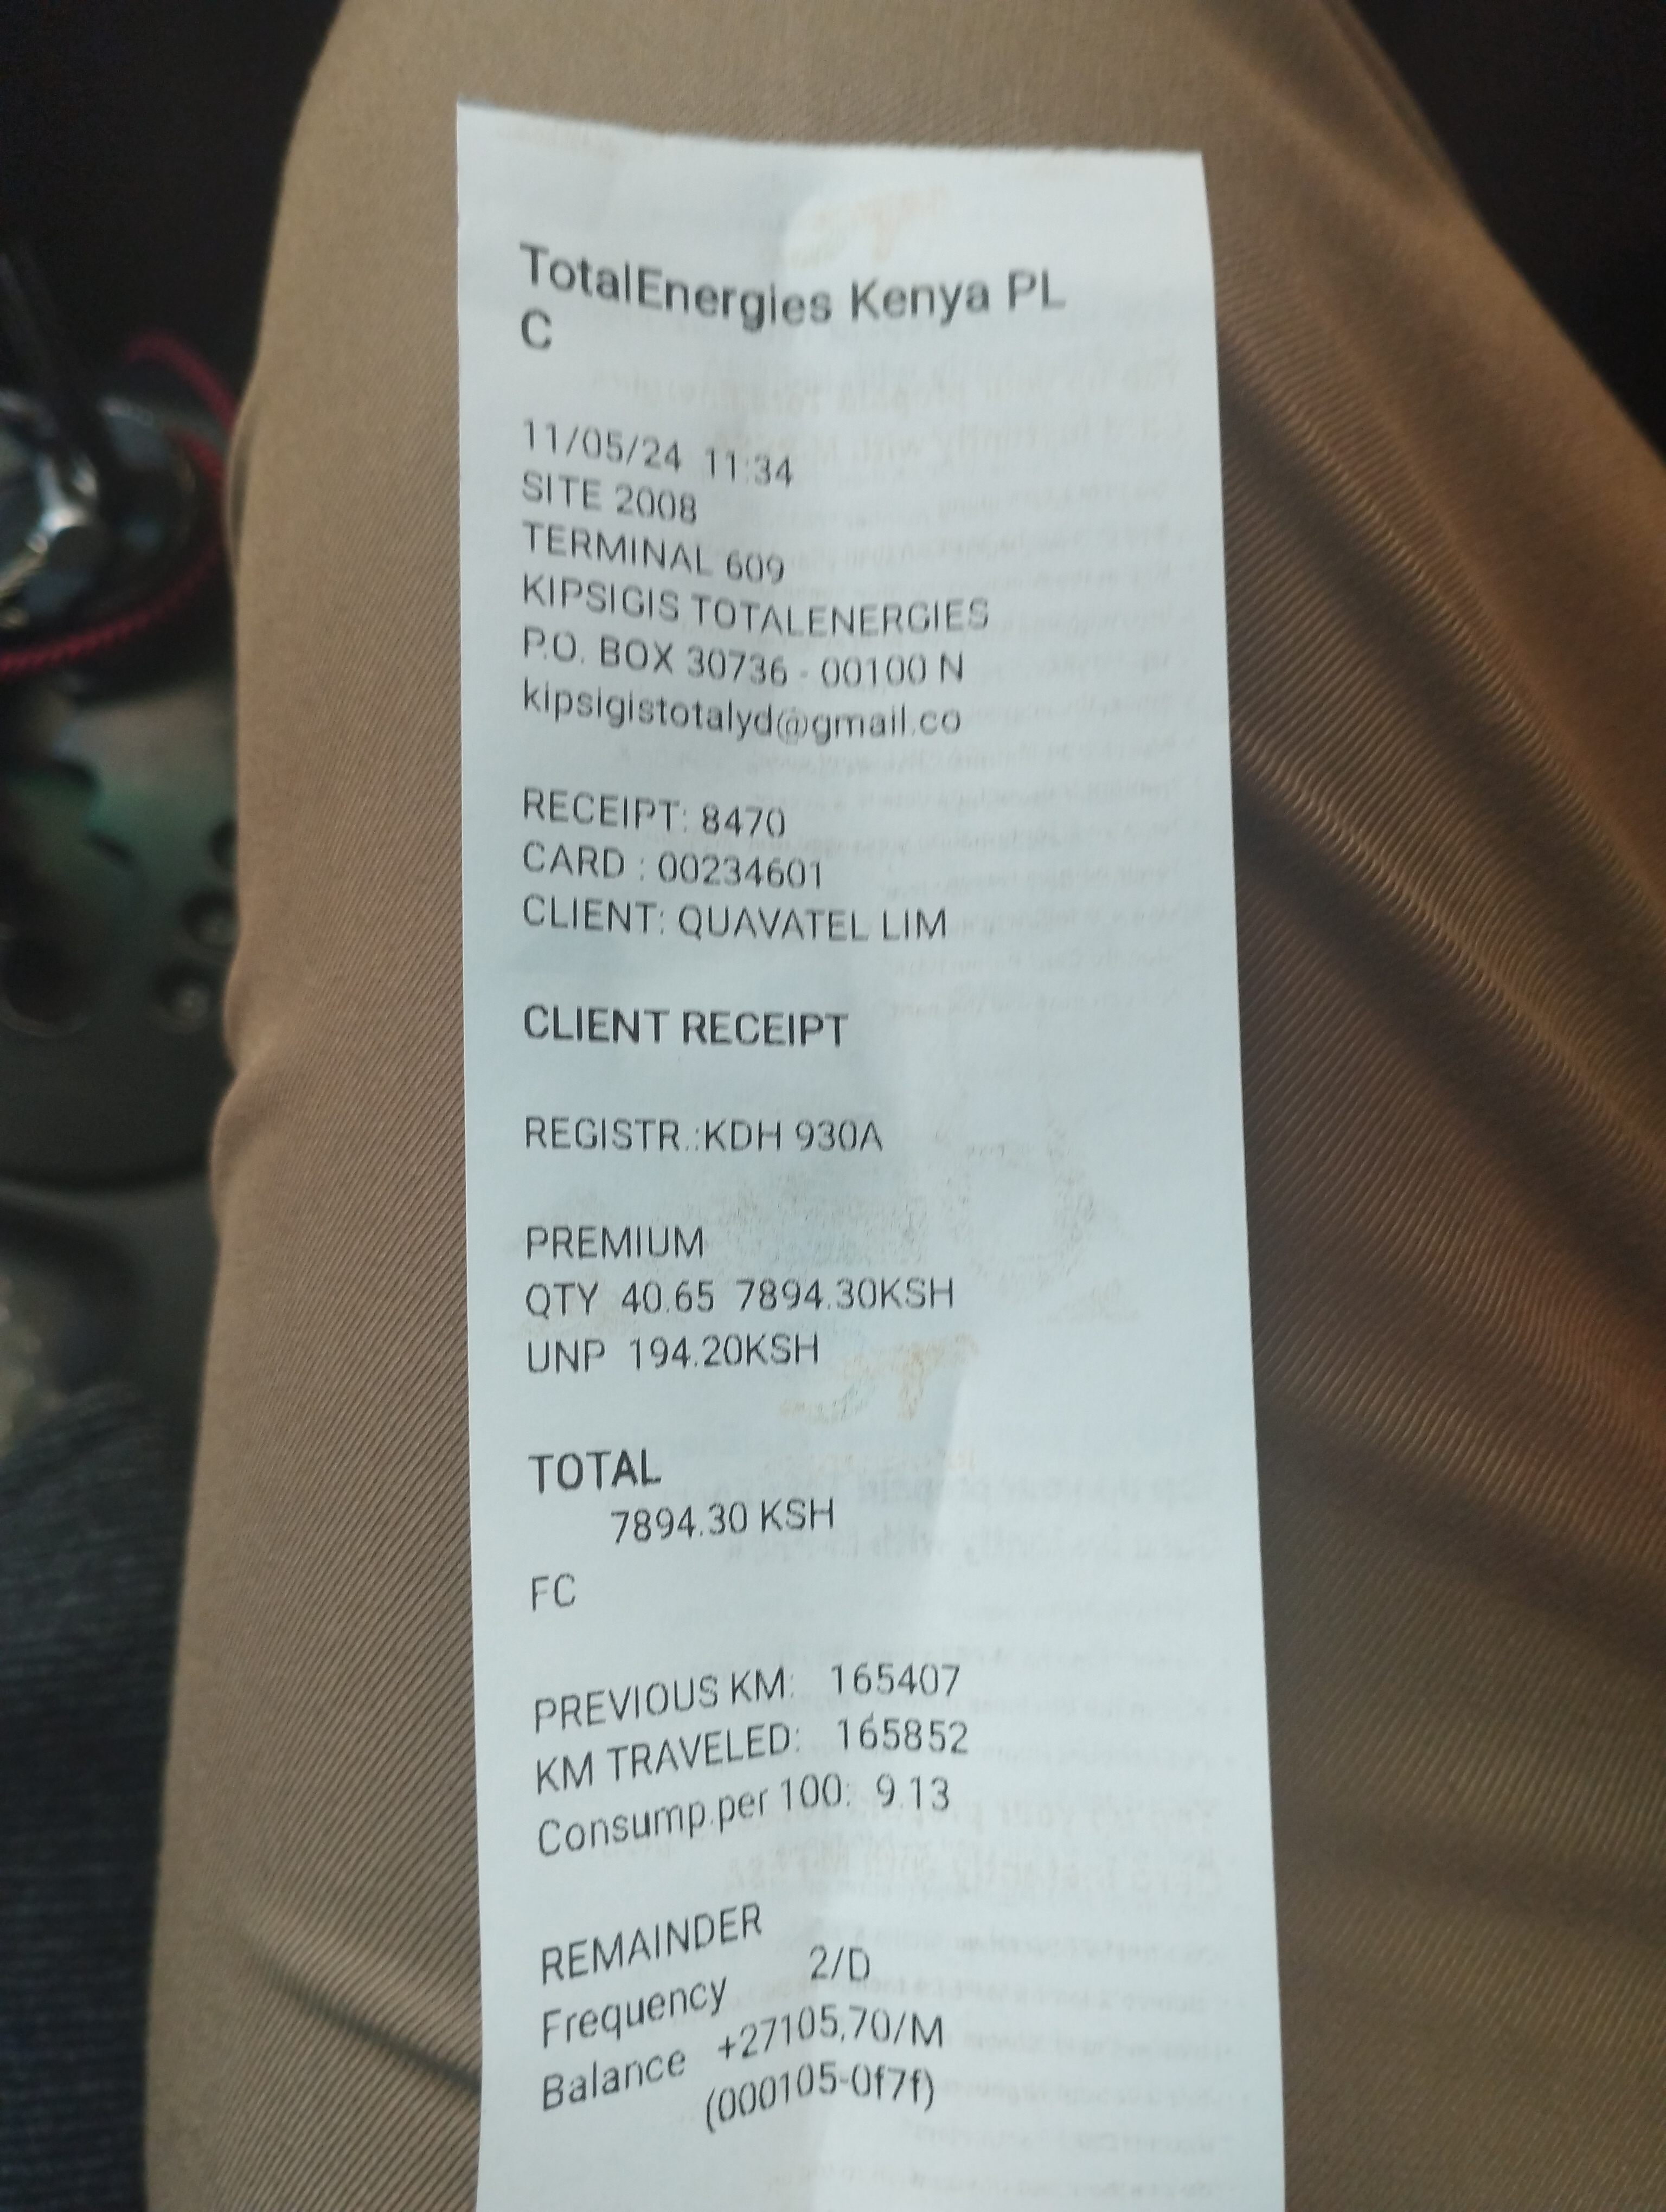 TotalEnergies Kenya PL
C
11/05/24 11:34
SITE 2008
TERMINAL 609
KIPSIGIS TOTALENERGIES
P.O. BOX 30736 - 00100 N
kipsigistotalyd@gmail.co
RECEIPT: 8470
CARD : 00234601
CLIENT: QUAVATEL LIM
CLIENT RECEIPT
REGISTR.:KDH 930A
PREMIUM
QTY 40.65 7894.30KSH
UNP 194.20KSH
TOTAL
7894.30 KSH
FC
PREVIOUS KM: 165407
KM TRAVELED: 165852
Consump.per 100: 9.13
REMAINDER
Frequency 2/D
Balance +27105.70/M
(000105-0f7f)